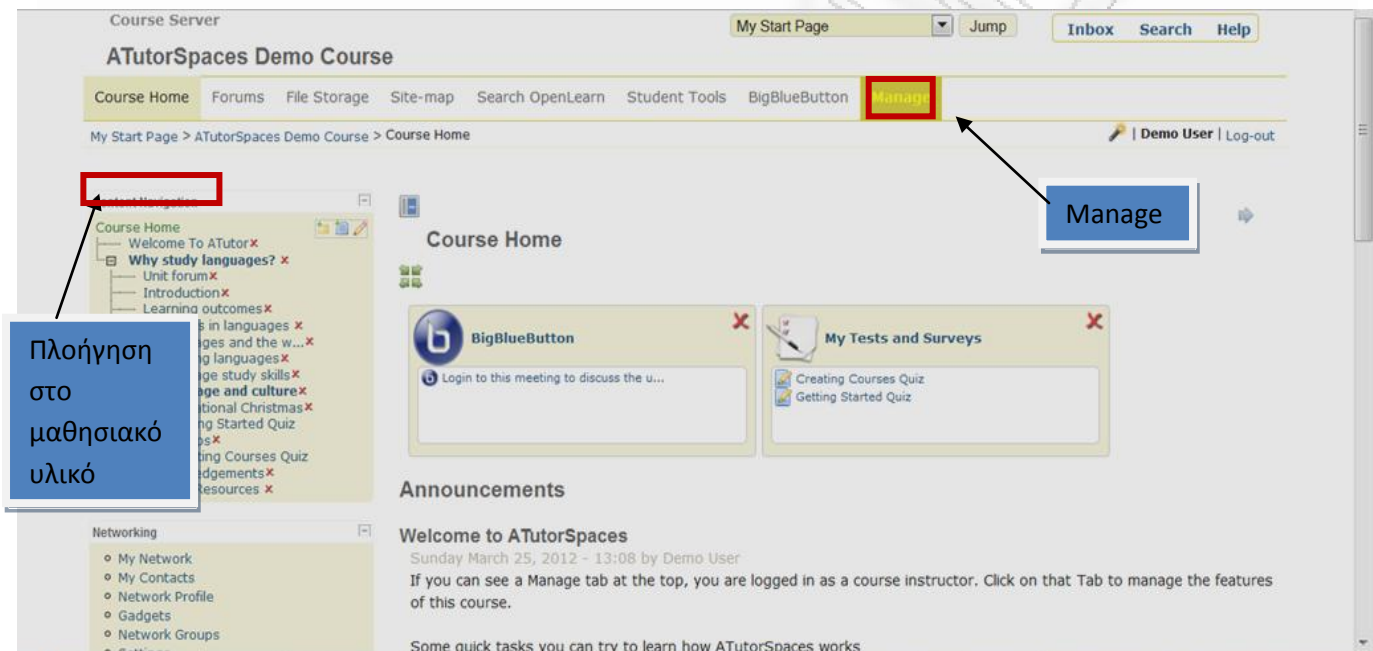 Course Server
My Start Page Jump Inbox Search Help
ATutorSpaces Demo Course
Course Home Forums File Storage Site-map Search OpenLearn Student Tools BigBlueButton Manage
My Start Page > ATutorSpaces Demo Course > Course Home
| Demo User | Log-out
Manage
Content Navigation
Course Home
Welcome To ATutor
Why study languages?
Unit forum
Introduction
Learning outcomes
s in languages
ges and the w...
g languages
ge study skills
ge and culture
tional Christmas
ng Started Quiz
os
ting Courses Quiz
dgements
Resources
Πλοήγηση
στο
μαθησιακό
υλικό
Networking
My Network
My Contacts
Network Profile
Gadgets
Network Groups
Course Home
BigBlueButton
Login to this meeting to discuss the u...
My Tests and Surveys
Creating Courses Quiz
Getting Started Quiz
Announcements
Welcome to ATutorSpaces
Sunday March 25, 2012 - 13:08 by Demo User
If you can see a Manage tab at the top, you are logged in as a course instructor. Click on that Tab to manage the features
of this course.
Some quick tasks you can try to learn how ATutorSpaces works